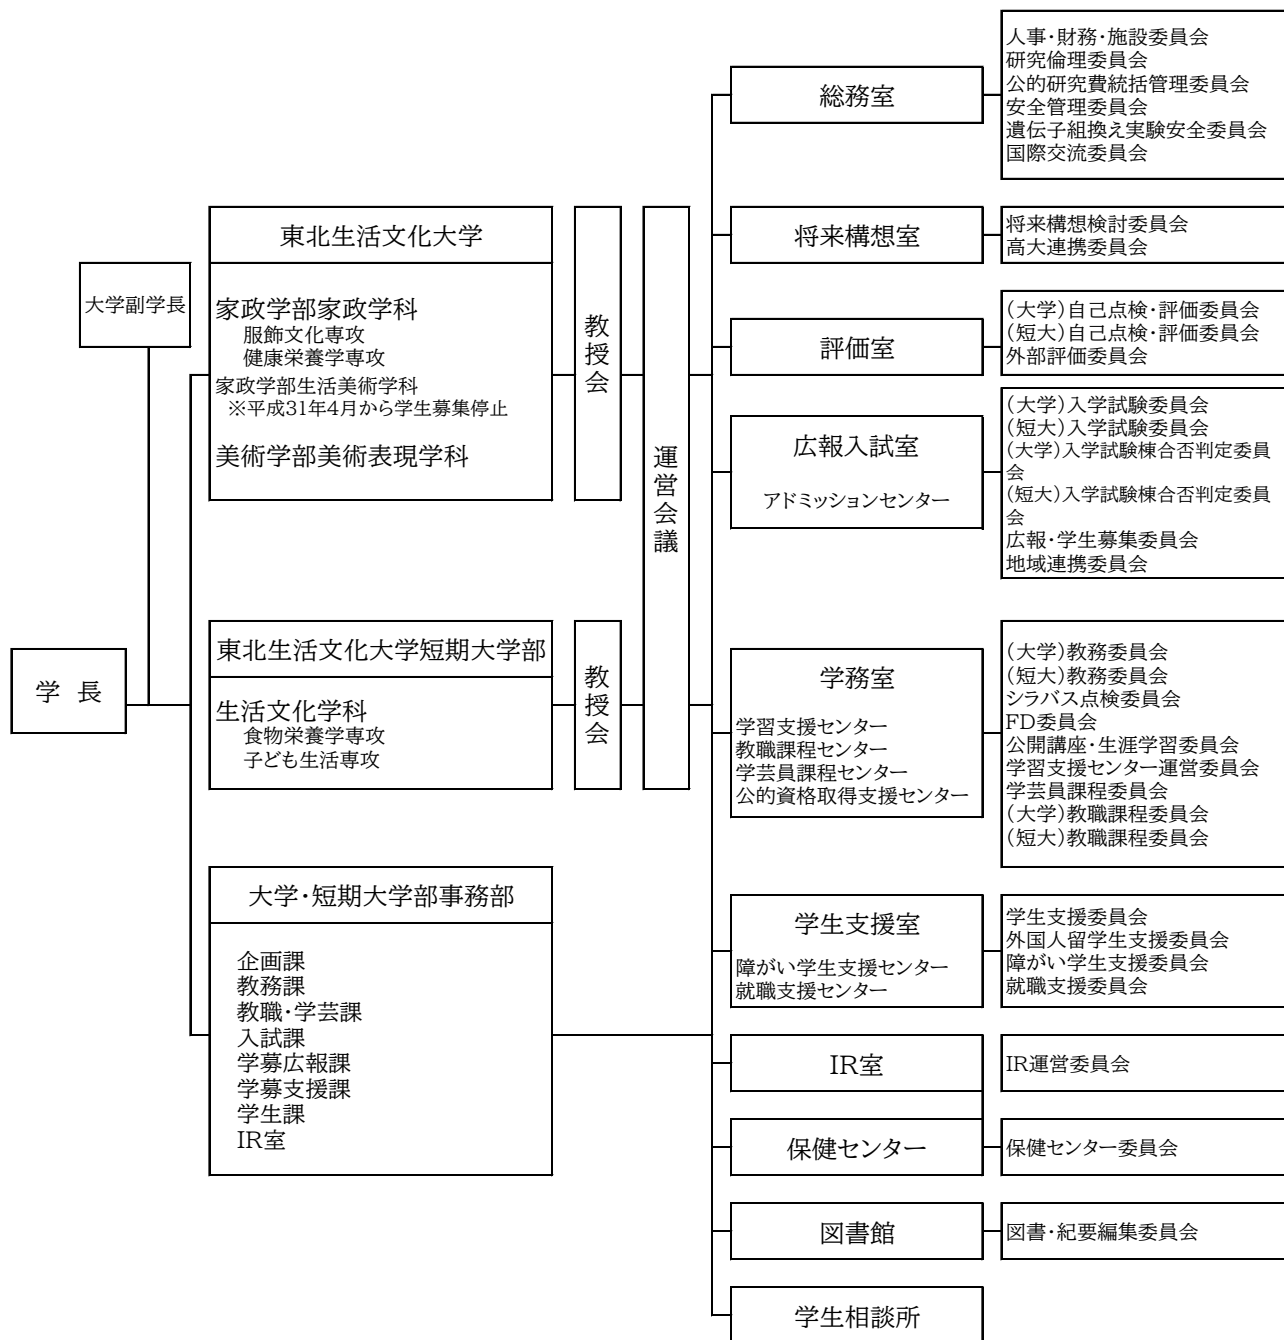 学 長
大学副学長
東北生活文化大学
家政学部家政学科
服飾文化専攻
健康栄養学専攻
家政学部生活美術学科
※平成31年4月から学生募集停止
美術学部美術表現学科
教授会
東北生活文化大学短期大学部
生活文化学科
食物栄養学専攻
子ども生活専攻
教授会
大学・短期大学部事務部
企画課
教務課
教職・学芸課
入試課
学募広報課
学募支援課
学生課
IR室
運営会議
総務室
人事・財務・施設委員会
研究倫理委員会
公的研究費統括管理委員会
安全管理委員会
遺伝子組換え実験安全委員会
国際交流委員会
将来構想室
将来構想検討委員会
高大連携委員会
評価室
(大学)自己点検・評価委員会
(短大)自己点検・評価委員会
外部評価委員会
広報入試室
アドミッションセンター
(大学)入学試験委員会
(短大)入学試験委員会
(大学)入学試験棟合否判定委員
会
(短大)入学試験棟合否判定委員
会
広報・学生募集委員会
地域連携委員会
学務室
学習支援センター
教職課程センター
学芸員課程センター
公的資格取得支援センター
(大学)教務委員会
(短大)教務委員会
シラバス点検委員会
FD委員会
公開講座・生涯学習委員会
学習支援センター運営委員会
学芸員課程委員会
(大学)教職課程委員会
(短大)教職課程委員会
学生支援室
障がい学生支援センター
就職支援センター
学生支援委員会
外国人留学生支援委員会
障がい学生支援委員会
就職支援委員会
IR室
IR運営委員会
保健センター
保健センター委員会
図書館
図書・紀要編集委員会
学生相談所